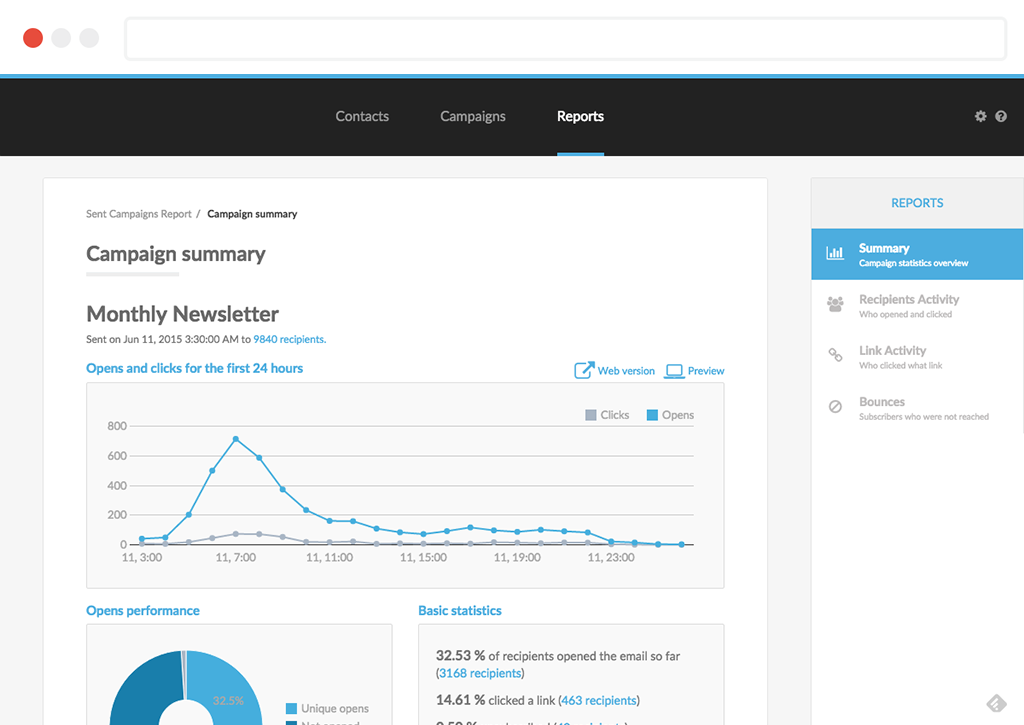 Contacts Campaigns Reports
Sent Campaigns Report / Campaign summary
Campaign summary
Monthly Newsletter
Sent on Jun 11, 2015 3:30:00 AM to 9840 recipients.
Opens and clicks for the first 24 hours
Web version Preview
Clicks Opens
800
600
400
200
0
11, 3:00 11, 7:00 11, 11:00 11, 15:00 11, 19:00 11, 23:00
Opens performance
32.5%
Unique opens
Not opened
Basic statistics
32.53 % of recipients opened the email so far
(3168 recipients)
14.61 % clicked a link (463 recipients)
REPORTS
Summary
Campaign statistics overview
Recipients Activity
Who opened and clicked
Link Activity
Who clicked what link
Bounces
Subscribers who were not reached